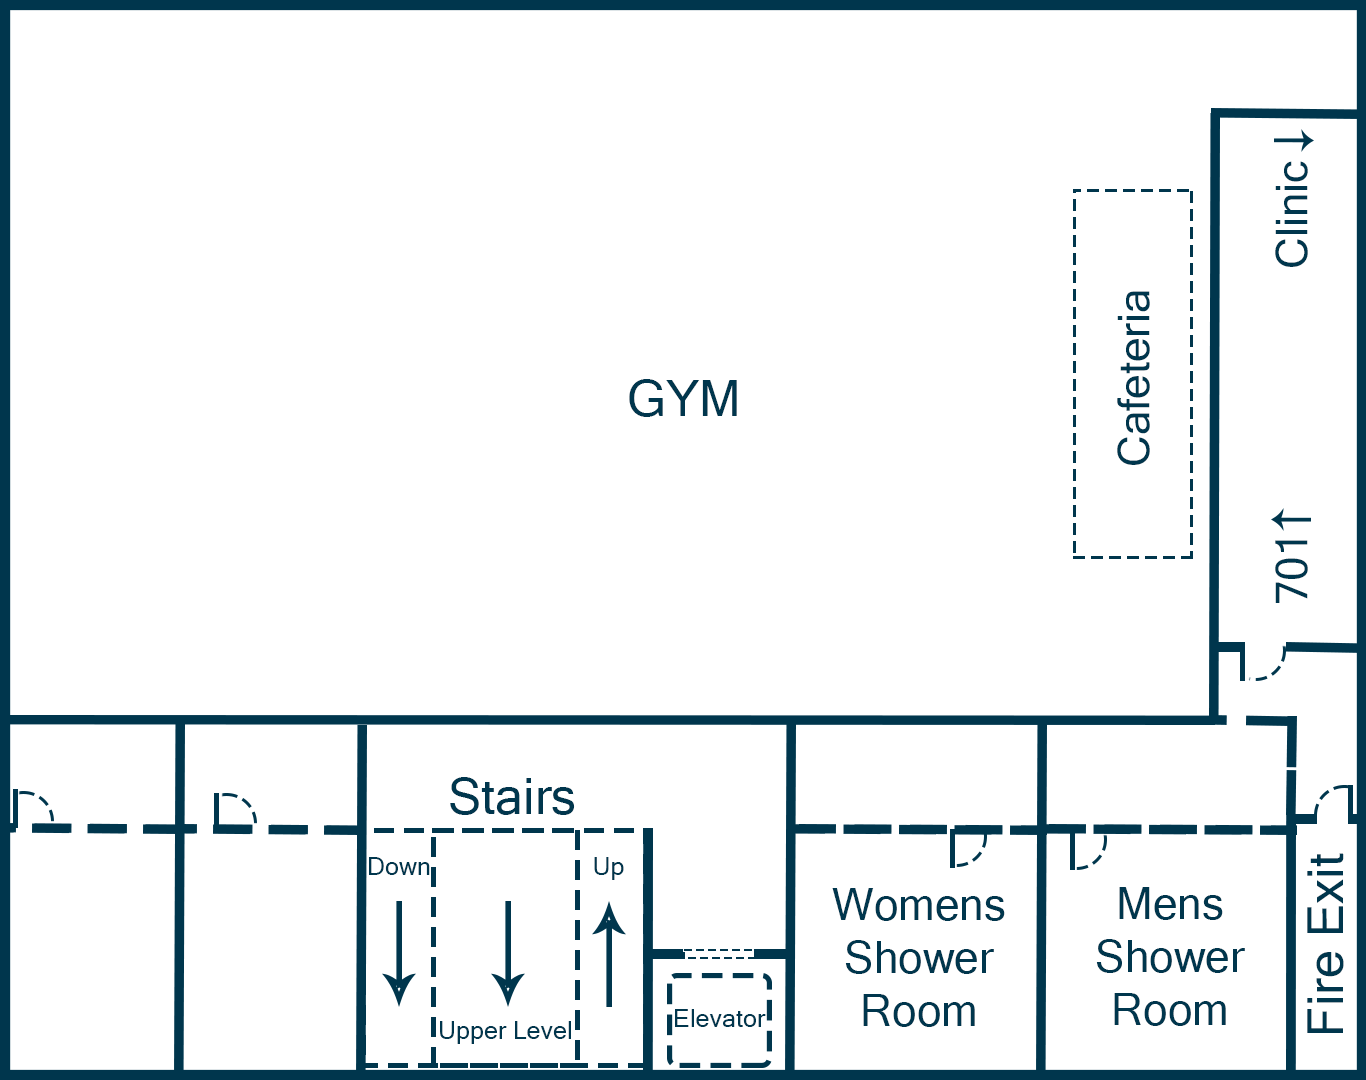 Clinic ↓
Cafeteria
GYM
701↑
Stairs
Down
Up
Upper Level
Elevator
Womens
Shower
Room
Mens
Shower
Room
Fire Exit